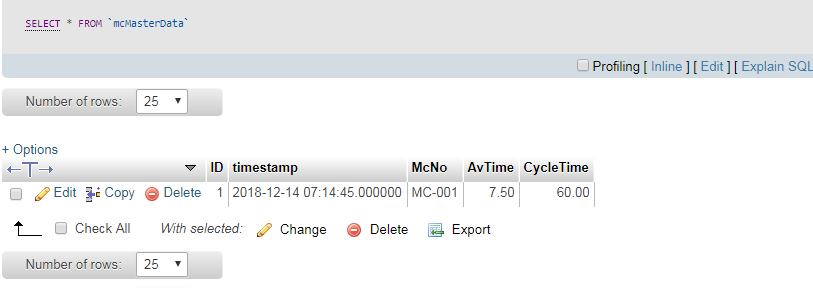 SELECT * FROM `mcMasterData`
Profiling [ Inline ] [ Edit ] [ Explain SQL
Number of rows: 25
+ Options
ID timestamp McNo AvTime CycleTime
Edit Copy Delete 1 2018-12-14 07:14:45.000000 MC-001 7.50 60.00
Check All With selected: Change Delete Export
Number of rows: 25